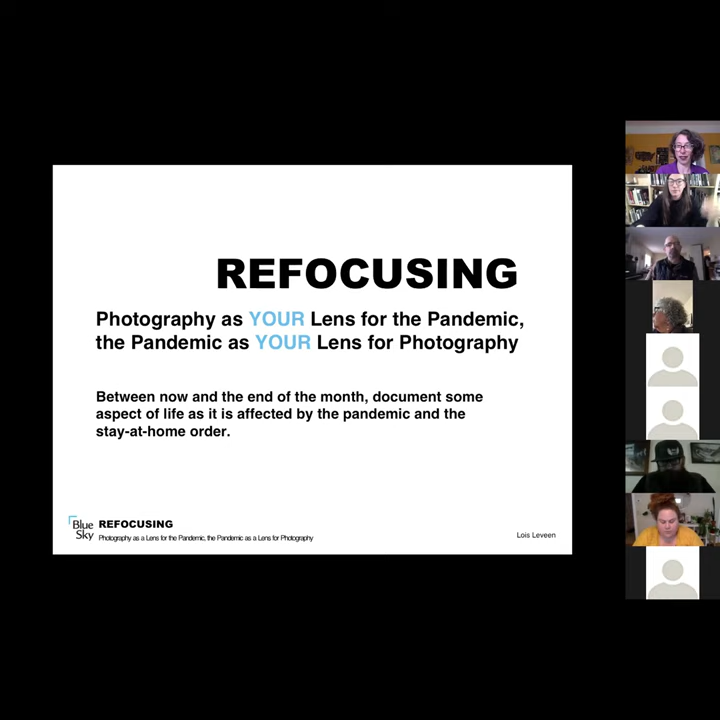 REFOCUSING
Photography as YOUR Lens for the Pandemic,
the Pandemic as YOUR Lens for Photography
Between now and the end of the month, document some
aspect of life as it is affected by the pandemic and the
stay-at-home order.
Blue
Sky
REFOCUSING
Photography as a Lens for the Pandemic, the Pandemic as a Lens for Photography
Lois Leveen